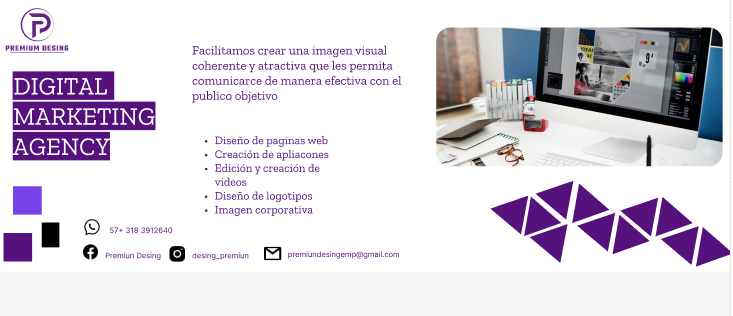 PREMIUM DESING
DIGITAL
MARKETING
AGENCY
Facilitamos crear una imagen visual
coherente y atractiva que les permita
comunicarce de manera efectiva con el
publico objetivo
• Diseño de paginas web
• Creación de apliacones
• Edición y creación de
videos
• Diseño de logotipos
• Imagen corporativa
57+ 318 3912640
Premiun Desing
desing_premiun
premiundesingemp@gmail.com